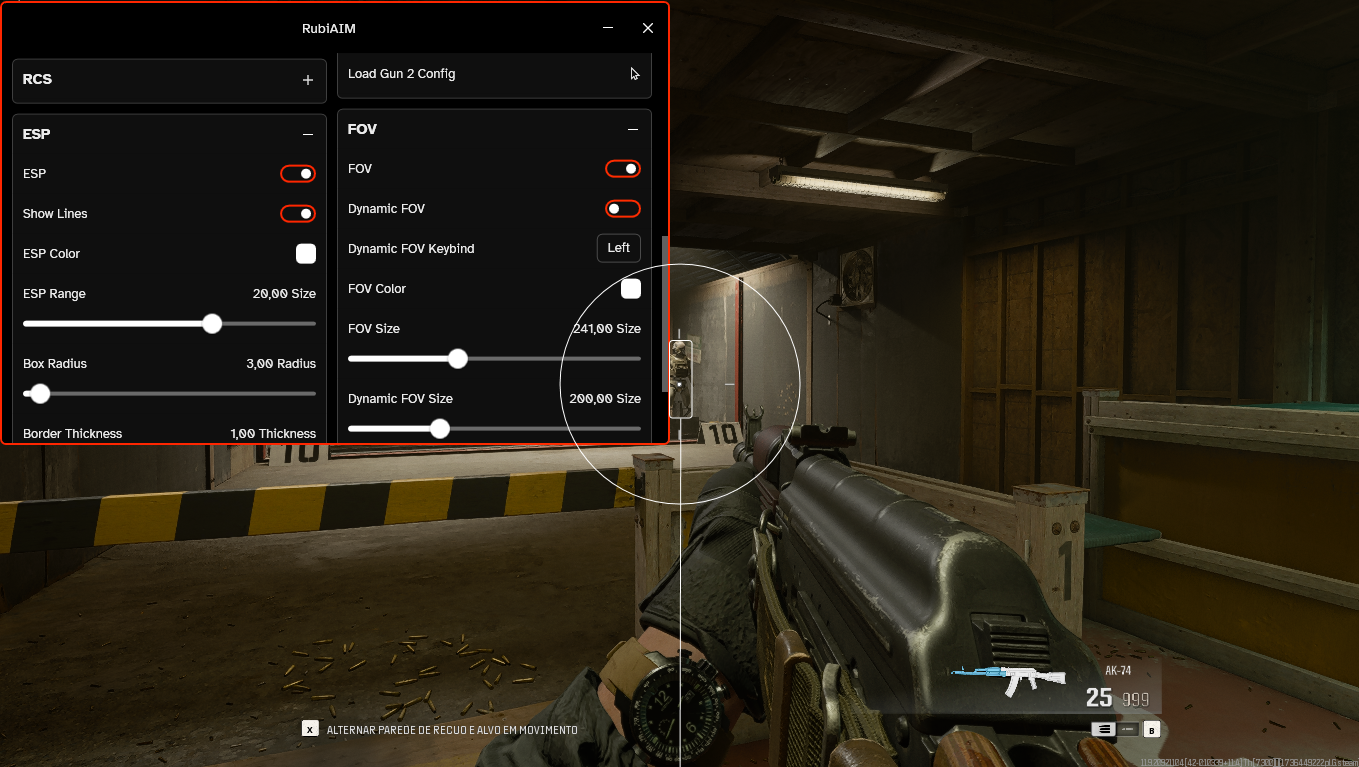 RubiAIM
RCS
ESP
ESP
Show Lines
ESP Color
ESP Range 20,00 Size
Box Radius 3,00 Radius
Border Thickness 1,00 Thickness
Load Gun 2 Config
FOV
FOV
Dynamic FOV
Dynamic FOV Keybind Left
FOV Color
FOV Size 241,00 Size
Dynamic FOV Size 200,00 Size
10
10
1
12
6
X ALTERNAR PAREDE DE RECUO E ALVO EM MOVIMENTO
AK-74
25 999
B